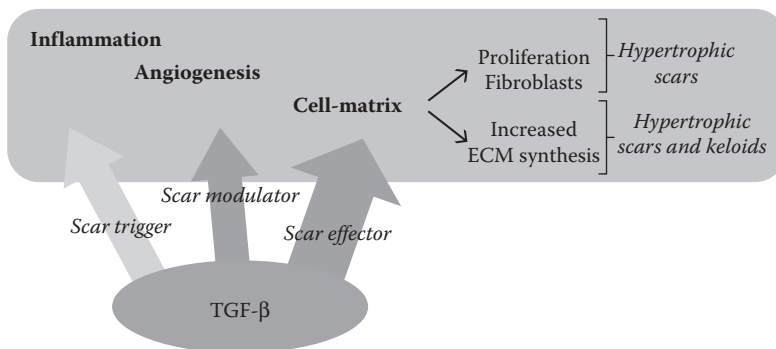 Inflammation
Angiogenesis
Cell-matrix
Proliferation
Fibroblasts
Hypertrophic
scars
Increased
ECM synthesis
Hypertrophic
scars and keloids
Scar trigger
Scar modulator
Scar effector
TGF-β